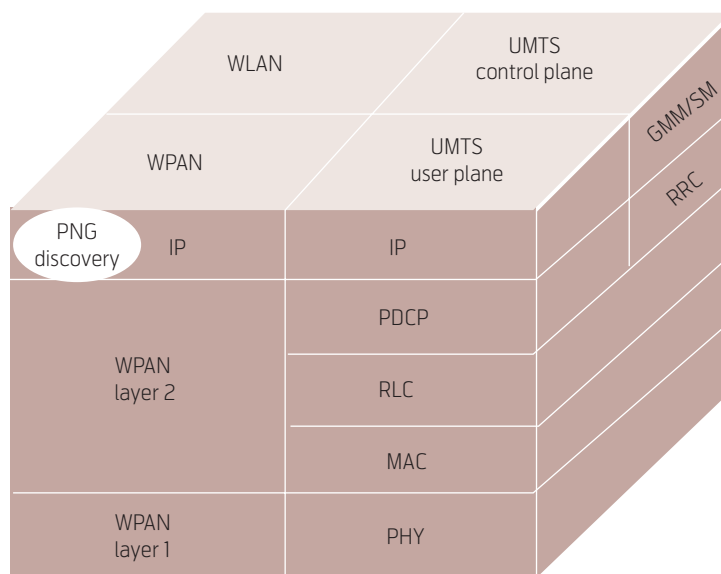 WLAN
UMTS
control plane
WPAN
UMTS
user plane
GMM/SM
RRC
PNG
discovery
IP
IP
WPAN
layer 2
PDCP
RLC
MAC
WPAN
layer 1
PHY